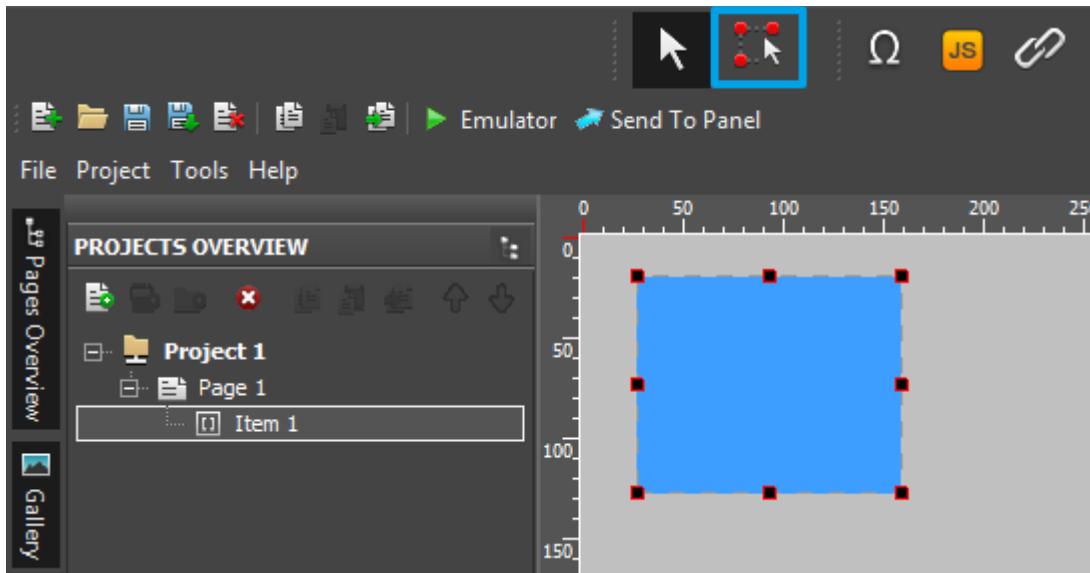 Ω JS
Emulator Send To Panel
File Project Tools Help
0 50 100 150 200 25
Pages Overview
PROJECTS OVERVIEW
0
Project 1
50
Page 1
Item 1
100
Gallery
150